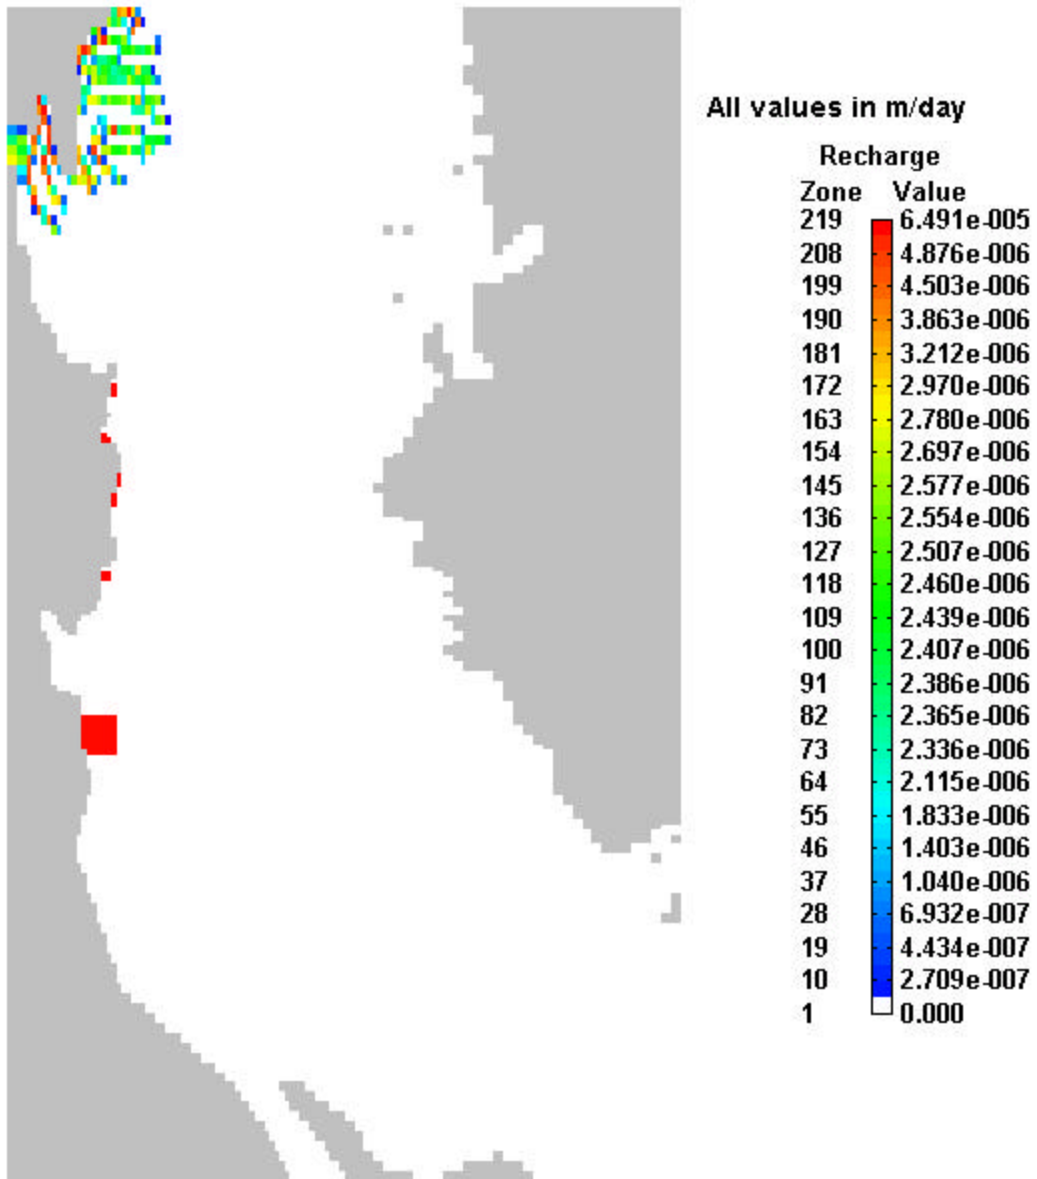 All values in m/day
Recharge
Zone Value
219 6.491e-005
208 4.876e-006
199 4.503e-006
190 3.863e-006
181 3.212e-006
172 2.970e-006
163 2.780e-006
154 2.697e-006
145 2.577e-006
136 2.554e-006
127 2.507e-006
118 2.460e-006
109 2.439e-006
100 2.407e-006
91 2.386e-006
82 2.365e-006
73 2.336e-006
64 2.115e-006
55 1.833e-006
46 1.403e-006
37 1.040e-006
28 6.932e-007
19 4.434e-007
10 2.709e-007
1 0.000